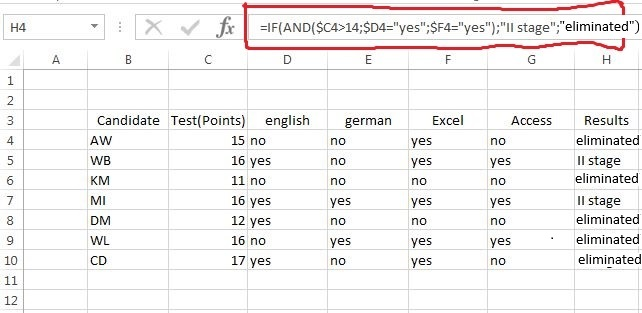 H4 fx =IF(AND($C4>14;$D4="yes";$F4="yes");"II stage";"eliminated")
A B C D E F G H
1
2
3 Candidate Test(Points) english german Excel Access Results
4 AW 15 no no yes no eliminated
5 WB 16 yes no yes yes II stage
6 KM 11 no no no no eliminated
7 MI 16 yes yes yes yes II stage
8 DM 12 yes no no no eliminated
9 WL 16 no yes yes yes eliminated
10 CD 17 yes no yes no eliminated
11
12